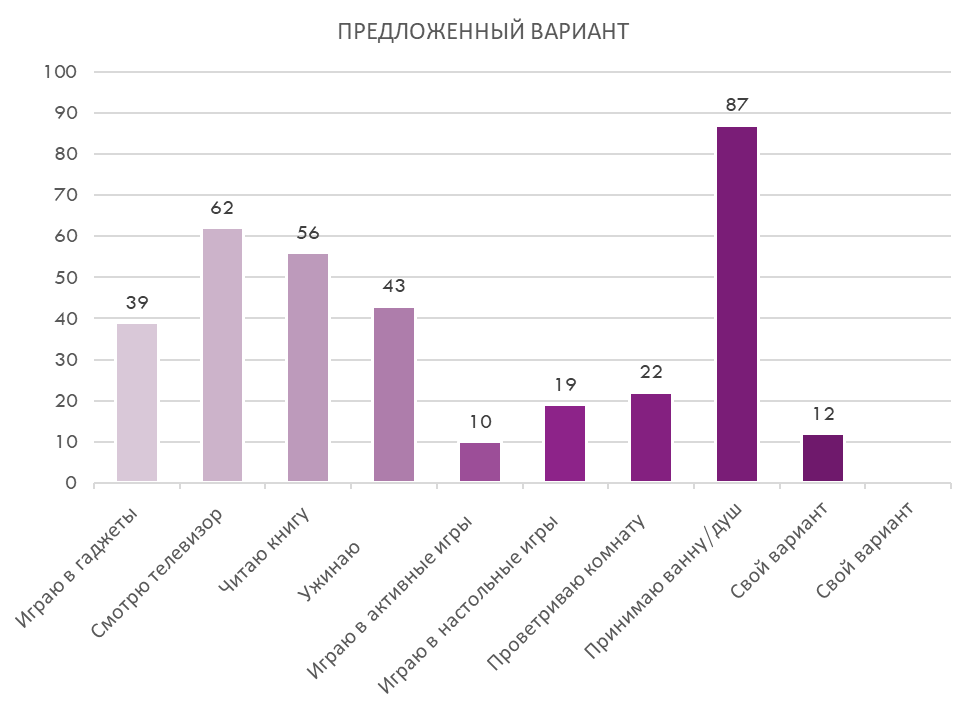 ПРЕДЛОЖЕННЫЙ ВАРИАНТ
100
90
80
70
60
50
40
30
20
10
0
39
62
56
43
10
19
22
87
12
Играю в гаджеты
Смотрю телевизор
Читаю книгу
Ужинаю
Играю в активные игры
Играю в настольные игры
Проветриваю комнату
Принимаю ванну/душ
Свой вариант
Свой вариант